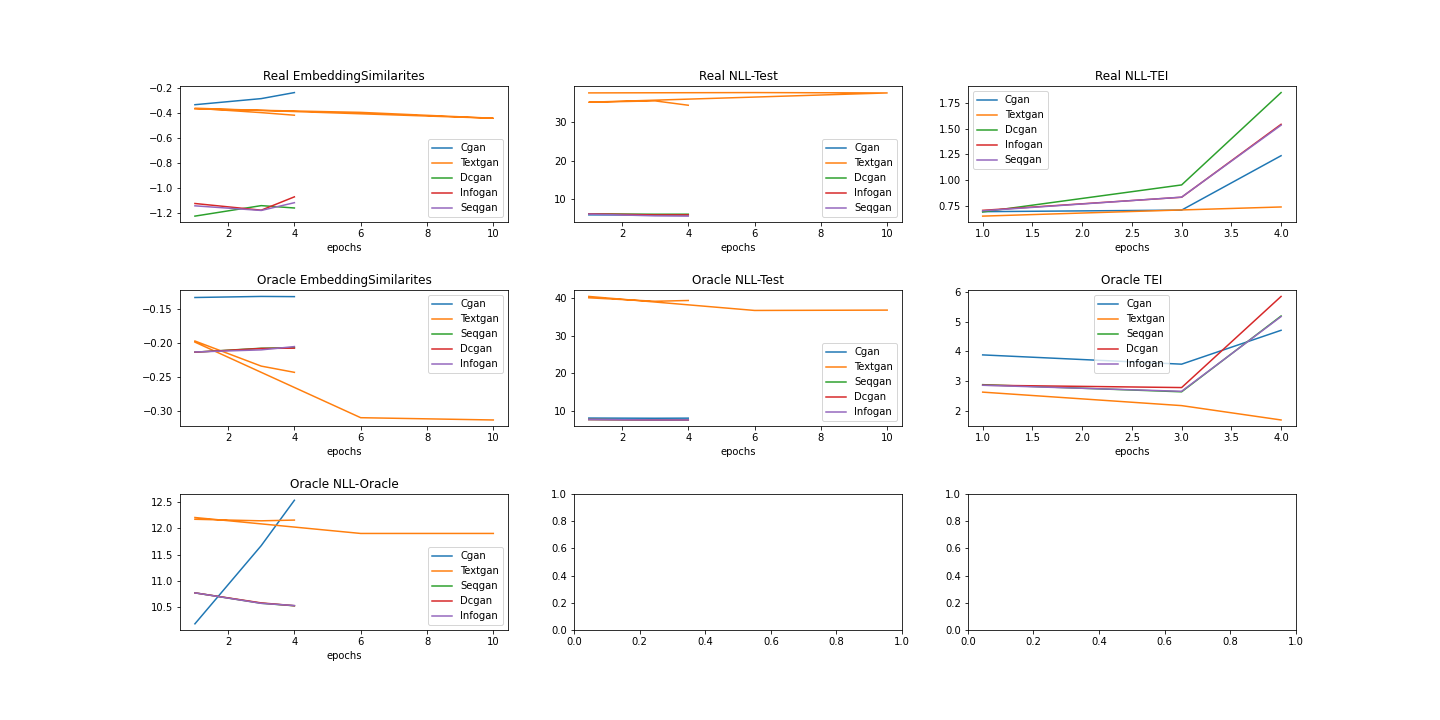 Real EmbeddingSimilarites
−0.2
−0.4
−0.6
−0.8
−1.0
−1.2
2
4
6
8
10
epochs
Cgan
Textgan
Dcgan
Infogan
Seqgan
Real NLL-Test
30
20
10
2
4
6
8
10
epochs
Cgan
Textgan
Dcgan
Infogan
Seqgan
Real NLL-TEI
1.75
1.50
1.25
1.00
0.75
1.0
1.5
2.0
2.5
3.0
3.5
4.0
epochs
Cgan
Textgan
Dcgan
Infogan
Seqgan
Oracle EmbeddingSimilarites
−0.15
−0.20
−0.25
−0.30
2
4
6
8
10
epochs
Cgan
Textgan
Seqgan
Dcgan
Infogan
Oracle NLL-Test
40
30
20
10
2
4
6
8
10
epochs
Cgan
Textgan
Seqgan
Dcgan
Infogan
Oracle TEI
6
5
4
3
2
1.0
1.5
2.0
2.5
3.0
3.5
4.0
epochs
Cgan
Textgan
Seqgan
Dcgan
Infogan
Oracle NLL-Oracle
12.5
12.0
11.5
11.0
10.5
2
4
6
8
10
epochs
Cgan
Textgan
Seqgan
Dcgan
Infogan
1.0
0.8
0.6
0.4
0.2
0.0
0.0
0.2
0.4
0.6
0.8
1.0
1.0
0.8
0.6
0.4
0.2
0.0
0.0
0.2
0.4
0.6
0.8
1.0